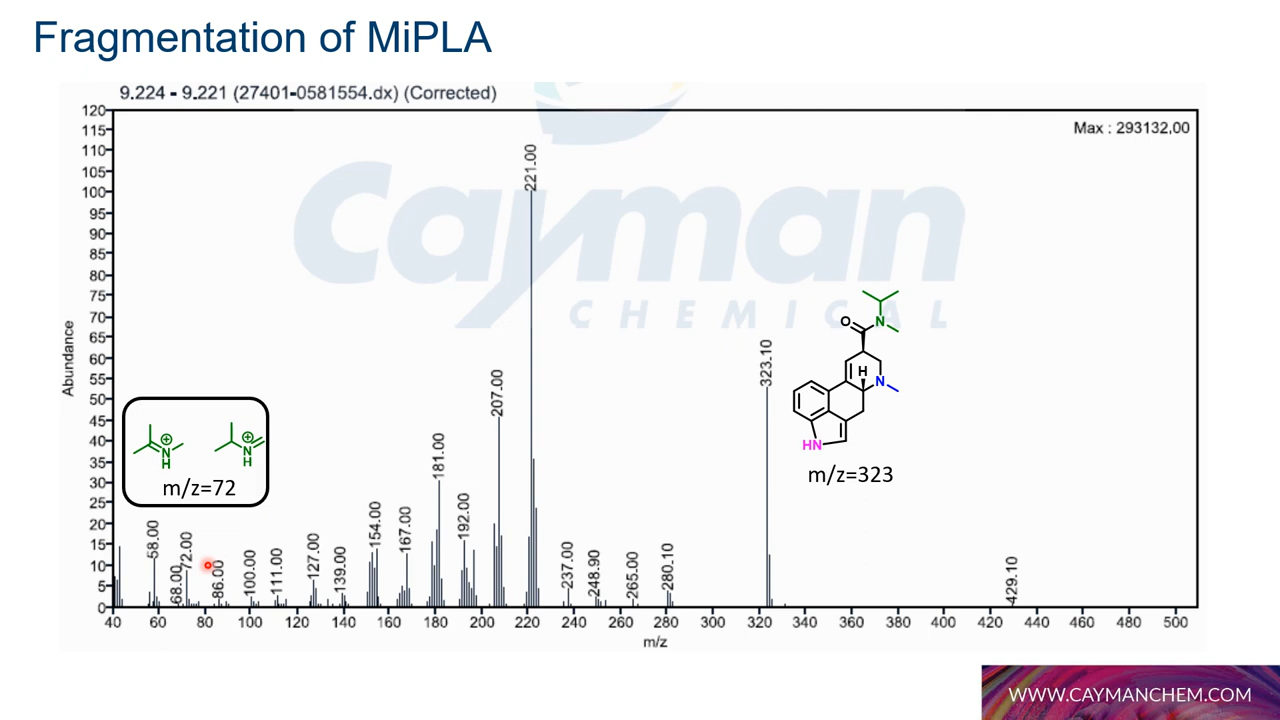 Fragmentation of MiPLA
9.224 - 9.221 (27401-0581554.dx) (Corrected)
Max : 293132,00
Cayman
CHEMICAL
Abundance
120
115
110
105
100
95
90
85
80
75
70
65
60
55
50
45
40
35
30
25
20
15
10
5
0
58.00
68.00
72.00
86.00
100.00
111.00
127.00
139.00
154.00
167.00
181.00
192.00
207.00
221.00
237.00
248.90
265.00
280.10
323.10
429.10
N
H
N
H
m/z=72
O
N
H
N
HN
m/z=323
40 60 80 100 120 140 160 180 200 220 240 260 280 300 320 340 360 380 400 420 440 460 480 500
m/z
WWW.CAYMANCHEM.COM